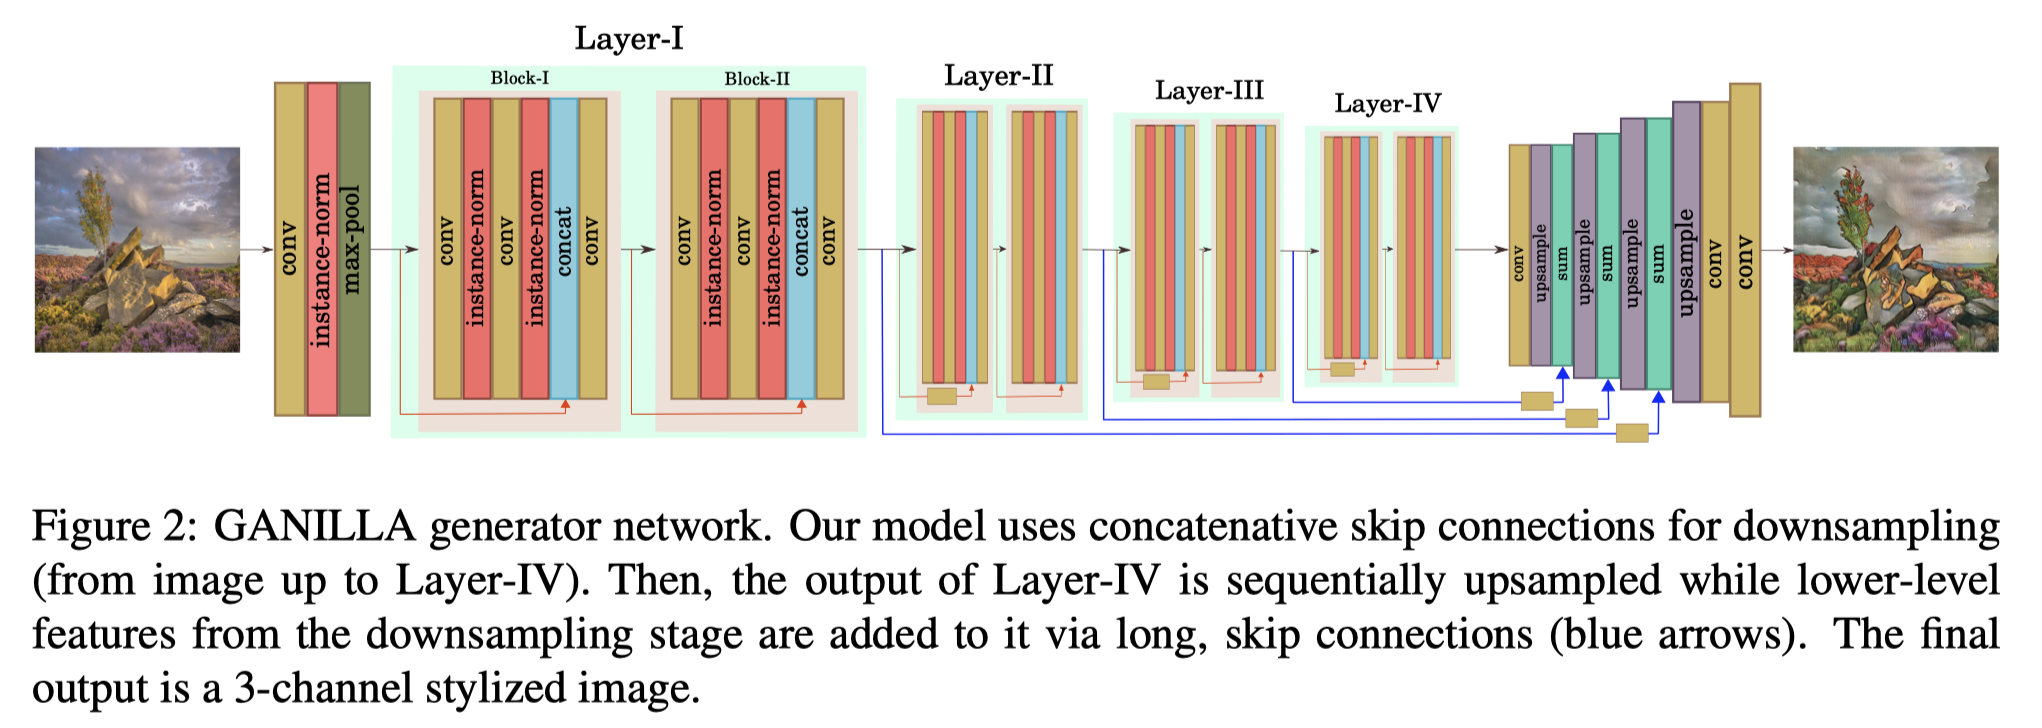 Layer-I
Block-I
Block-II
Layer-II
Layer-III
Layer-IV
conv
instance-norm
max-pool
conv
instance-norm
conv
instance-norm
concat
conv
conv
instance-norm
conv
instance-norm
concat
conv
conv
upsample
sum
upsample
sum
upsample
sum
upsample
conv
conv
Figure 2: GANILLA generator network. Our model uses concatenative skip connections for downsampling
(from image up to Layer-IV). Then, the output of Layer-IV is sequentially upsampled while lower-level
features from the downsampling stage are added to it via long, skip connections (blue arrows). The final
output is a 3-channel stylized image.